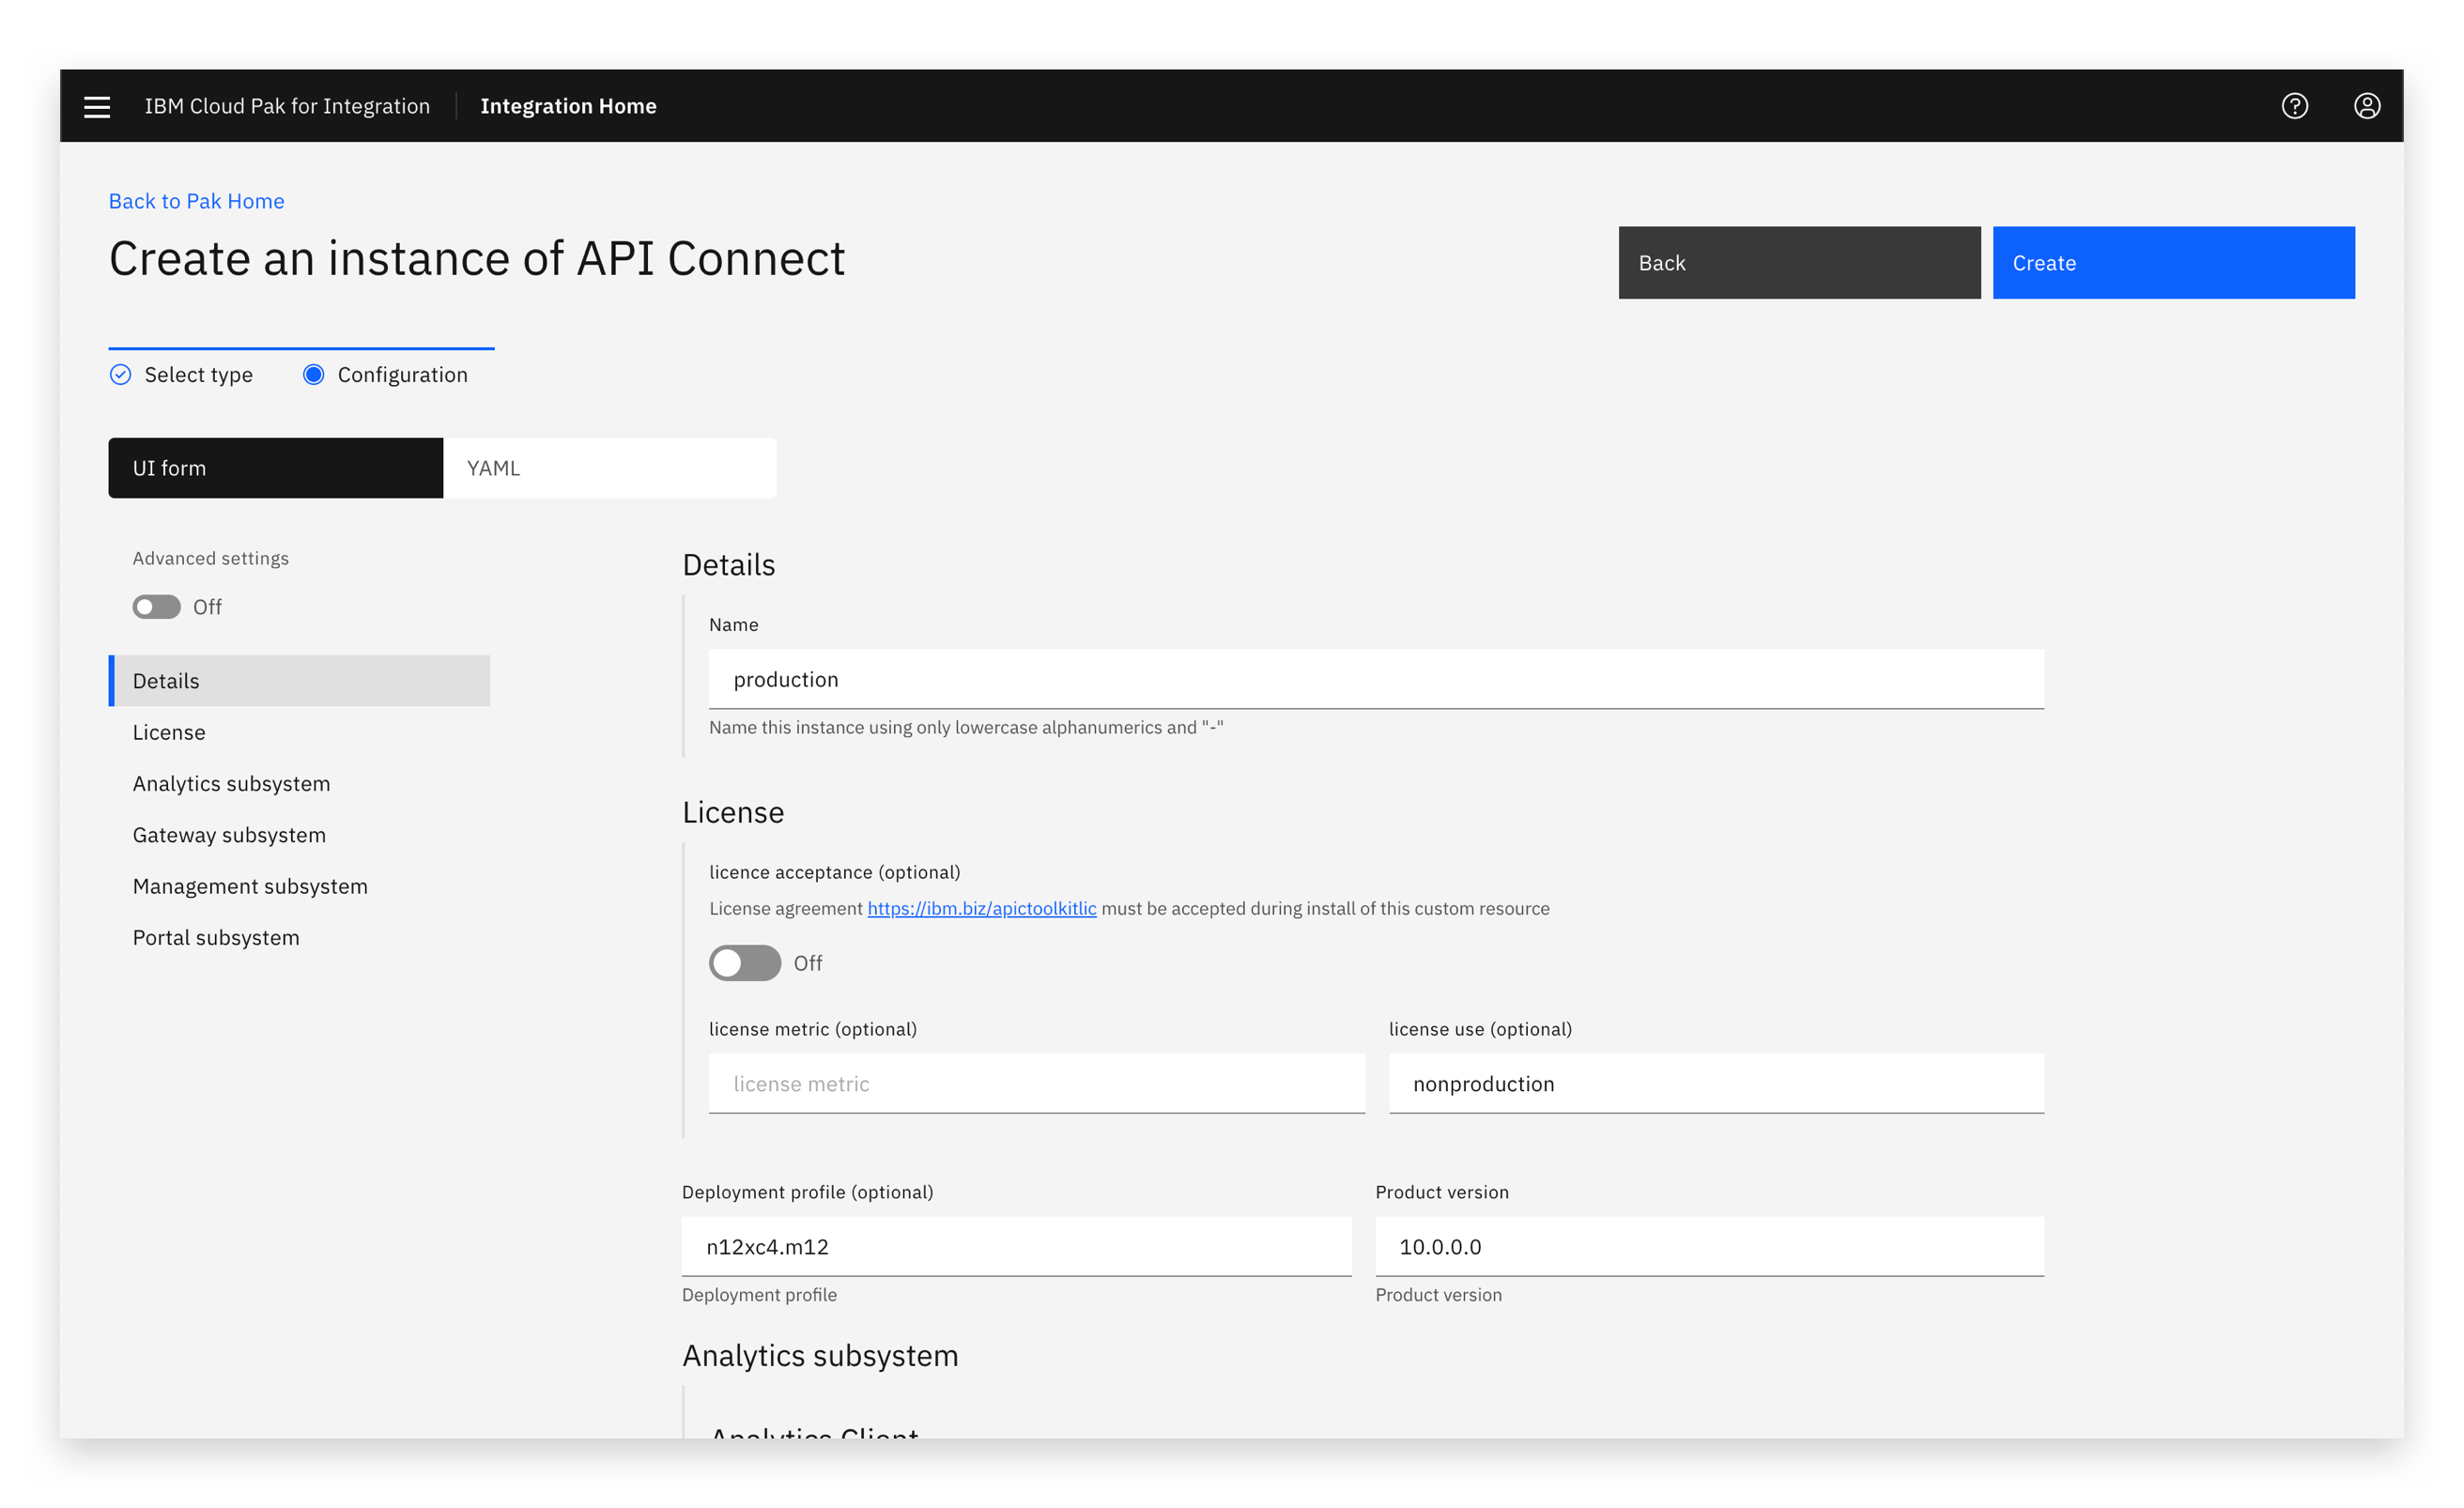 IBM Cloud Pak for Integration
Integration Home
Back to Pak Home
Create an instance of API Connect
Back
Create
Select type
Configuration
UI form
YAML
Advanced settings
Off
Details
License
Analytics subsystem
Gateway subsystem
Management subsystem
Portal subsystem
Details
Name
production
Name this instance using only lowercase alphanumerics and "-"
License
licence acceptance (optional)
License agreement https://ibm.biz/apictoolkitlic must be accepted during install of this custom resource
Off
license metric (optional)
license metric
license use (optional)
nonproduction
Deployment profile (optional)
n12xc4.m12
Deployment profile
Product version
10.0.0.0
Product version
Analytics subsystem
Analytics Client